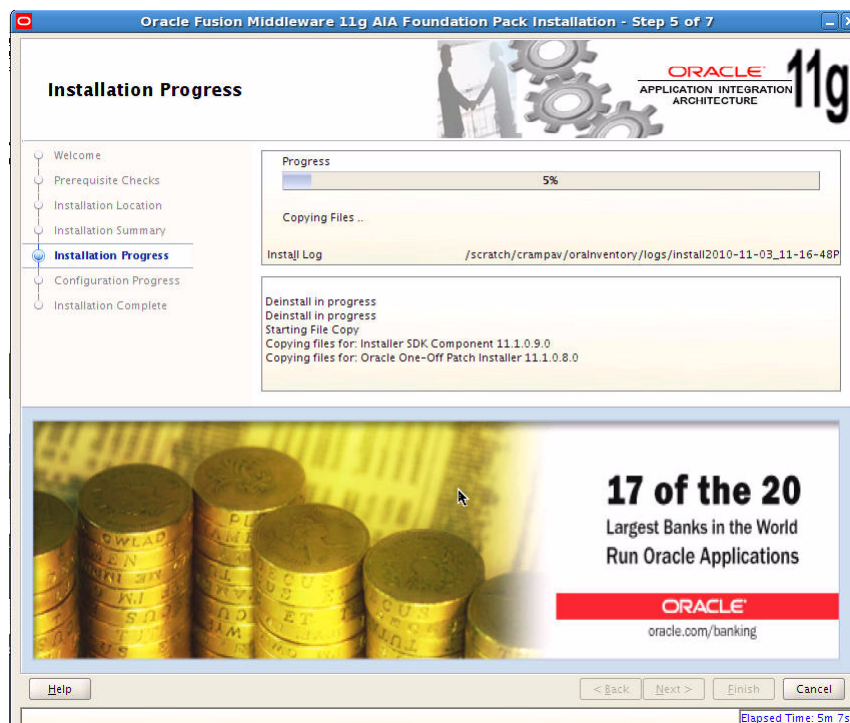 Oracle Fusion Middleware 11g AIA Foundation Pack Installation - Step 5 of 7
Installation Progress
ORACLE
APPLICATION INTEGRATION
ARCHITECTURE
11g
Welcome
Prerequisite Checks
Installation Location
Installation Summary
Installation Progress
Configuration Progress
Installation Complete
Progress
5%
Copying Files ..
Install Log /scratch/crampav/oraInventory/logs/install2010-11-03_11-16-48P
Deinstall in progress
Deinstall in progress
Starting File Copy
Copying files for: Installer SDK Component 11.1.0.9.0
Copying files for: Oracle One-Off Patch Installer 11.1.0.8.0
17 of the 20
Largest Banks in the World
Run Oracle Applications
ORACLE
oracle.com/banking
Help
< Back
Next >
Finish
Cancel
Elapsed Time: 5m 7s